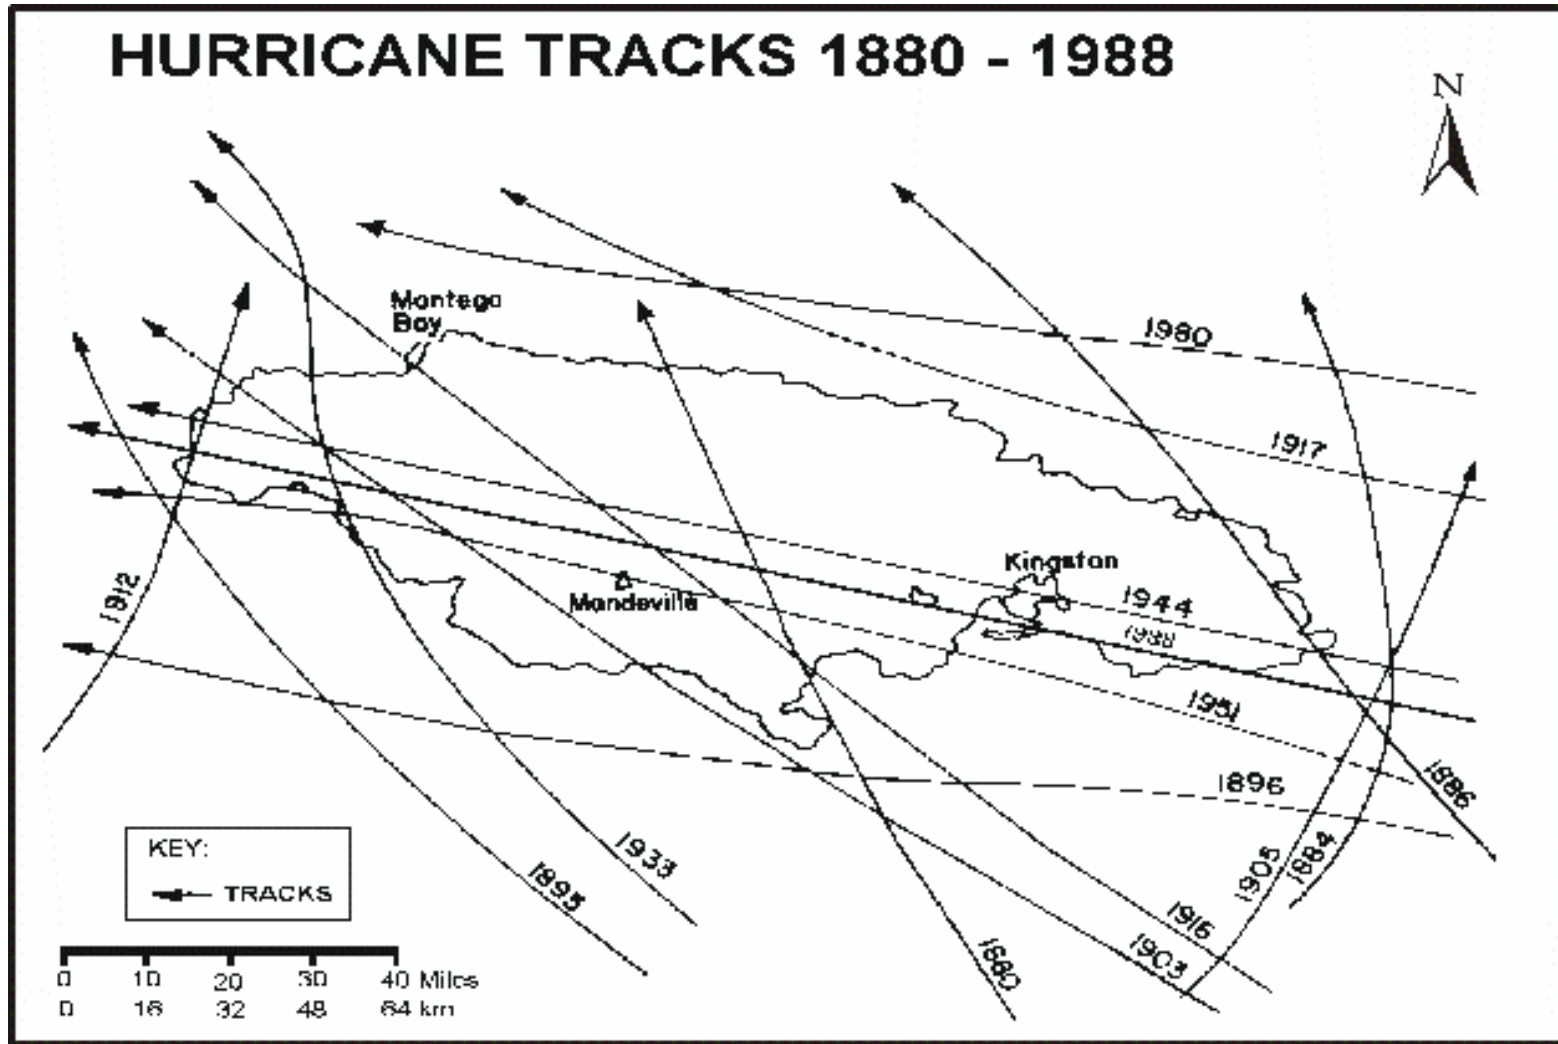 HURRICANE TRACKS 1880 - 1988
N
Montego
Bay
1980
1917
Kingston
Mandeville
1912
1944
1988
1951
1896
1886
1933
1895
1905
1884
1916
1903
1880
KEY:
TRACKS
0 10 20 30 40 Miles
0 16 32 48 64 km